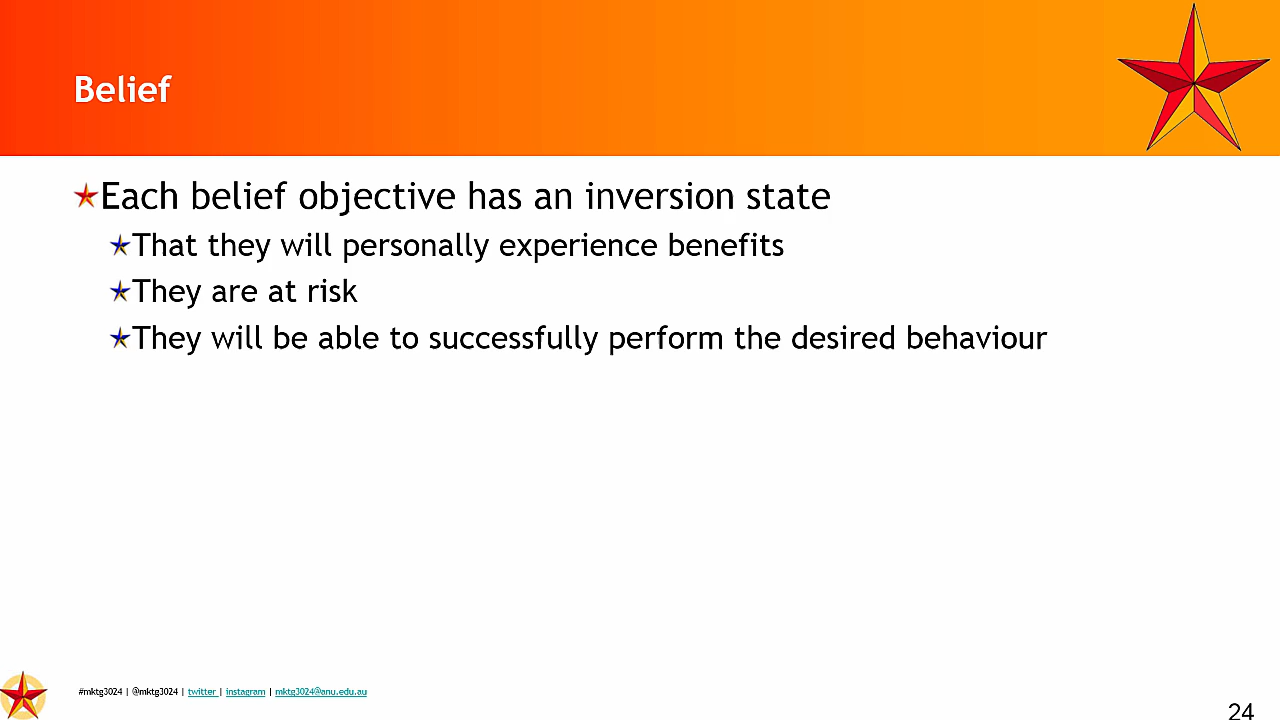 Belief
Each belief objective has an inversion state
That they will personally experience benefits
They are at risk
They will be able to successfully perform the desired behaviour
#mktg3024 | @mktg3024 | twitter | instagram | mktg3024@anu.edu.au
24